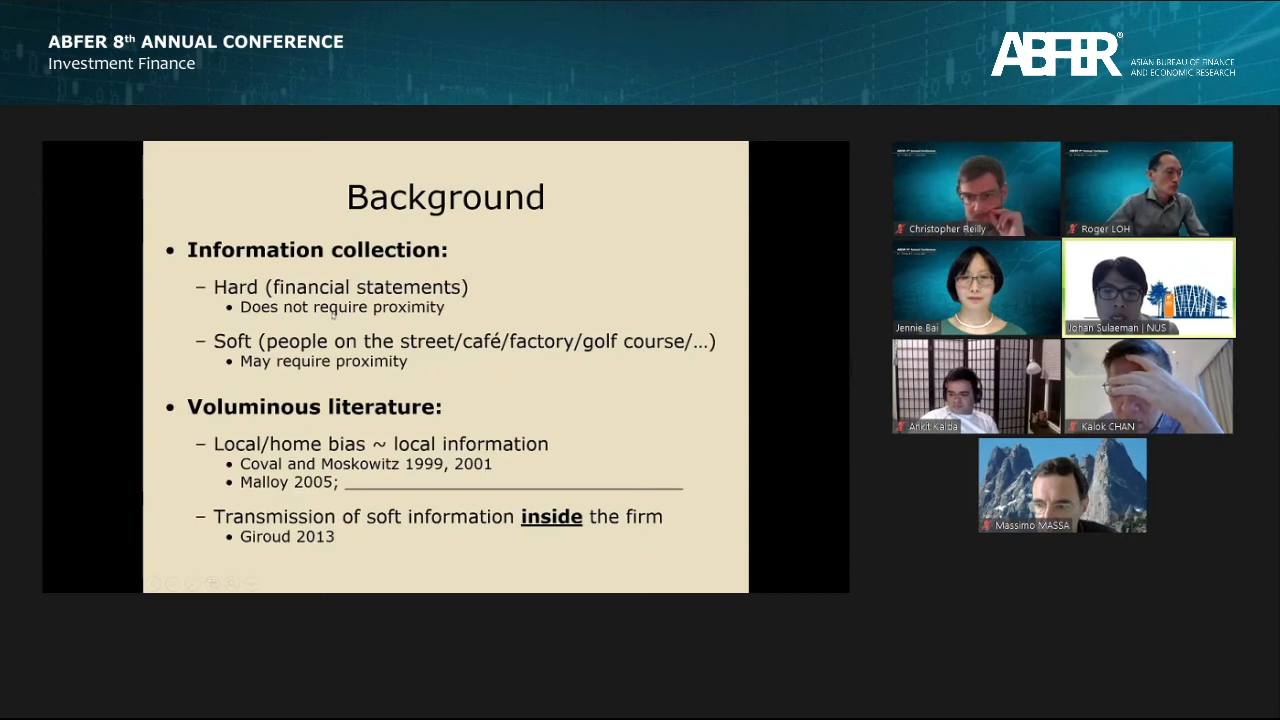 ABFER 8th ANNUAL CONFERENCE
Investment Finance
ABFER®
ASIAN BUREAU OF FINANCE
AND ECONOMIC RESEARCH
Background
• Information collection:
– Hard (financial statements)
• Does not require proximity
– Soft (people on the street/café/factory/golf course/…)
• May require proximity
• Voluminous literature:
– Local/home bias ~ local information
• Coval and Moskowitz 1999, 2001
• Malloy 2005; ______________________________________
– Transmission of soft information inside the firm
• Giroud 2013
Christopher Reilly
Roger LOH
Jennie Bai
Johan Sulaeman | NUS
Ankit Kalda
Kalok CHAN
Massimo MASSA